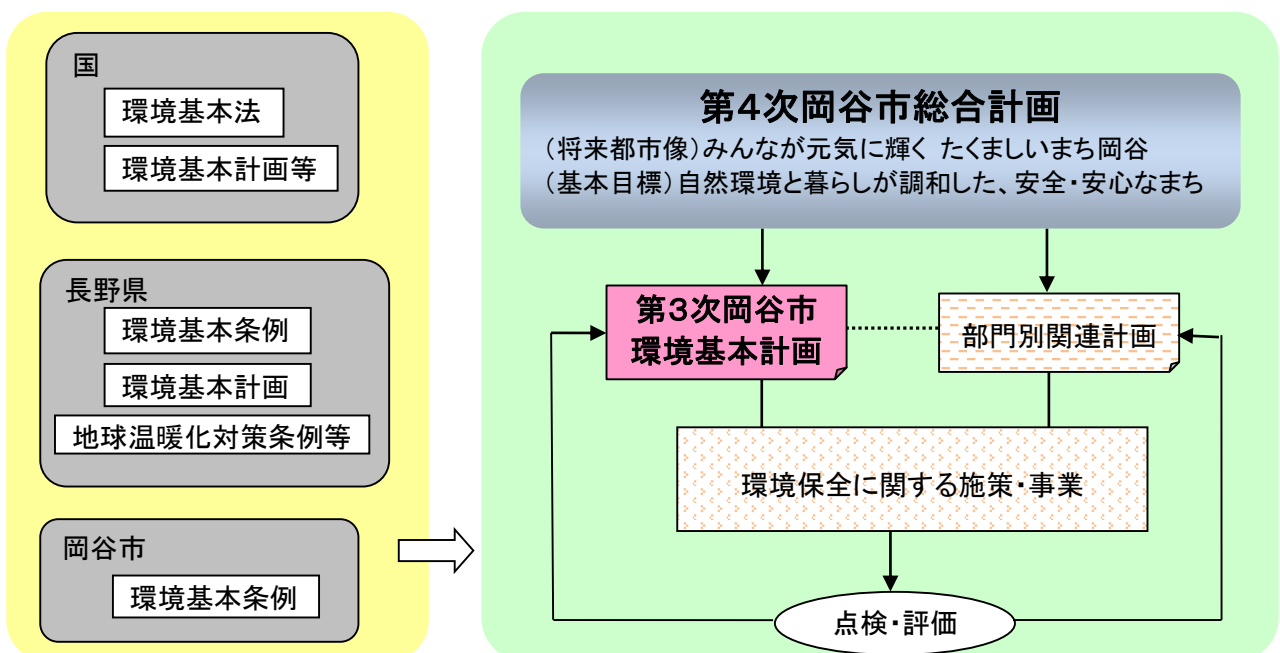 国
環境基本法
環境基本計画等
長野県
環境基本条例
環境基本計画
地球温暖化対策条例等
岡谷市
環境基本条例
第4次岡谷市総合計画
(将来都市像)みんなが元気に輝く たくましいまち岡谷
(基本目標)自然環境と暮らしが調和した、安全・安心なまち
第3次岡谷市
環境基本計画
部門別関連計画
環境保全に関する施策・事業
点検・評価